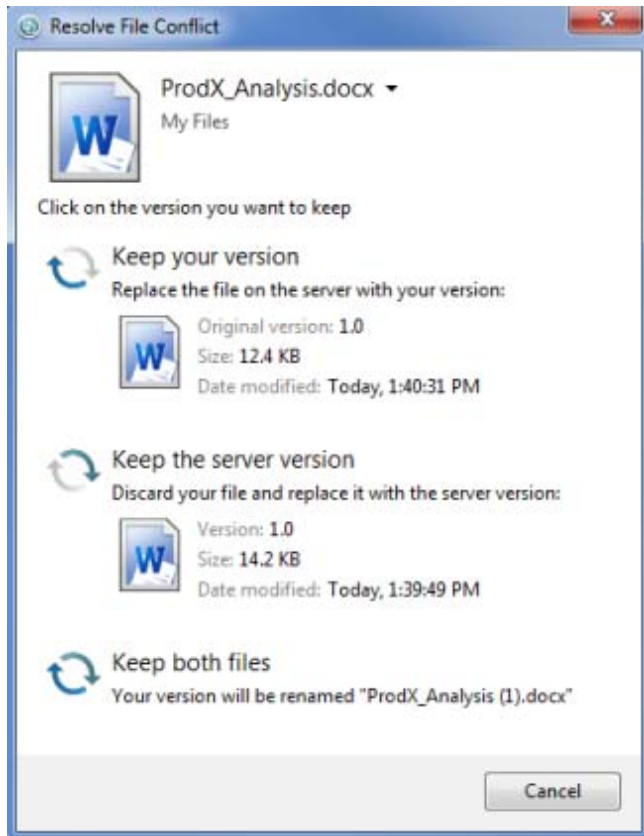 Resolve File Conflict
ProdX_Analysis.docx
My Files
Click on the version you want to keep
Keep your version
Replace the file on the server with your version:
Original version: 1.0
Size: 12.4 KB
Date modified: Today, 1:40:31 PM
Keep the server version
Discard your file and replace it with the server version:
Version: 1.0
Size: 14.2 KB
Date modified: Today, 1:39:49 PM
Keep both files
Your version will be renamed "ProdX_Analysis (1).docx"
Cancel